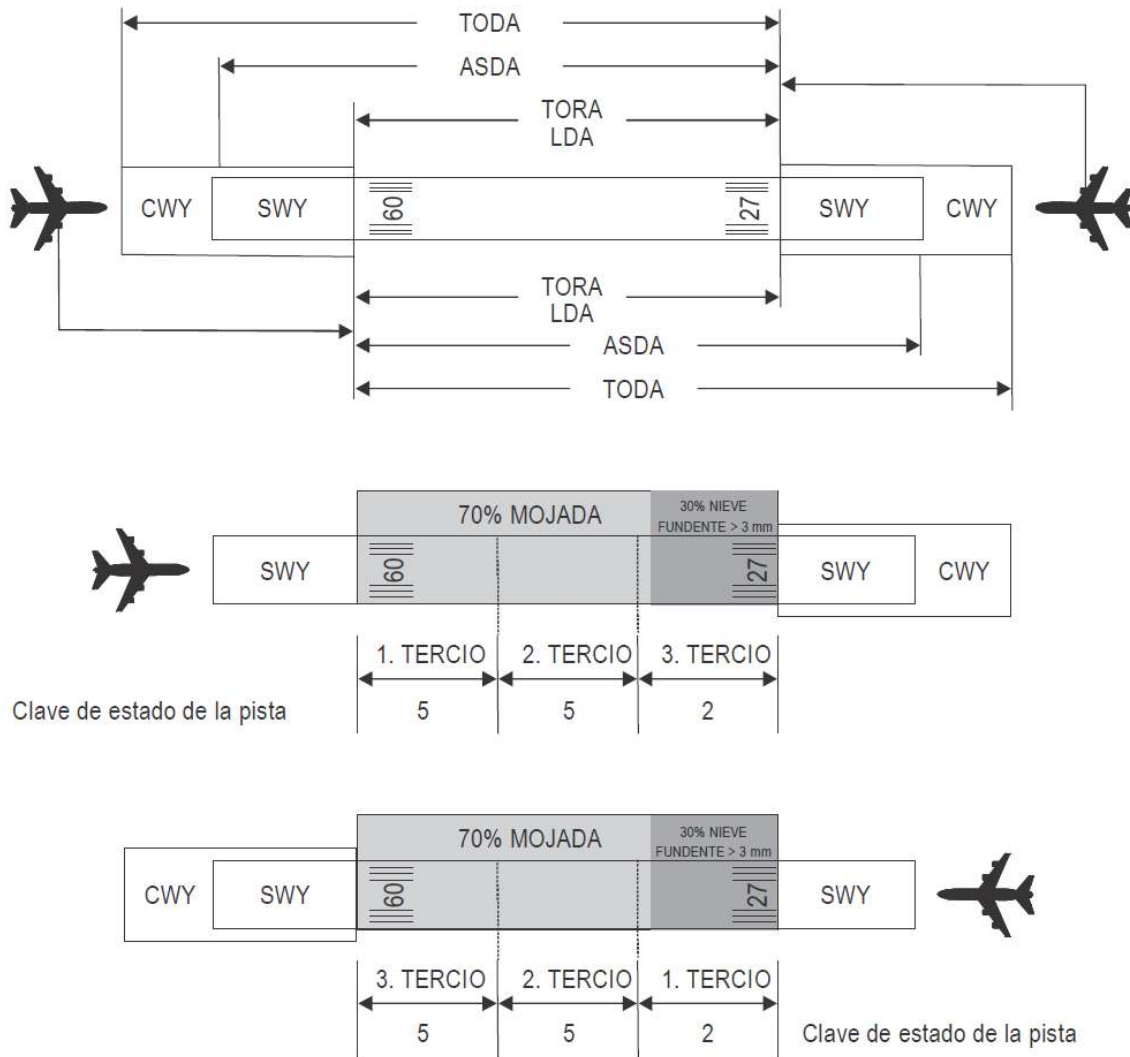 TODA
ASDA
TORA
LDA
CWY
SWY
09
27
SWY
CWY
TORA
LDA
ASDA
TODA
70% MOJADA
30% NIEVE
FUNDENTE > 3 mm
SWY
09
27
SWY
CWY
1. TERCIO
2. TERCIO
3. TERCIO
Clave de estado de la pista
5
5
2
70% MOJADA
30% NIEVE
FUNDENTE > 3 mm
CWY
SWY
09
27
SWY
3. TERCIO
2. TERCIO
1. TERCIO
5
5
2
Clave de estado de la pista